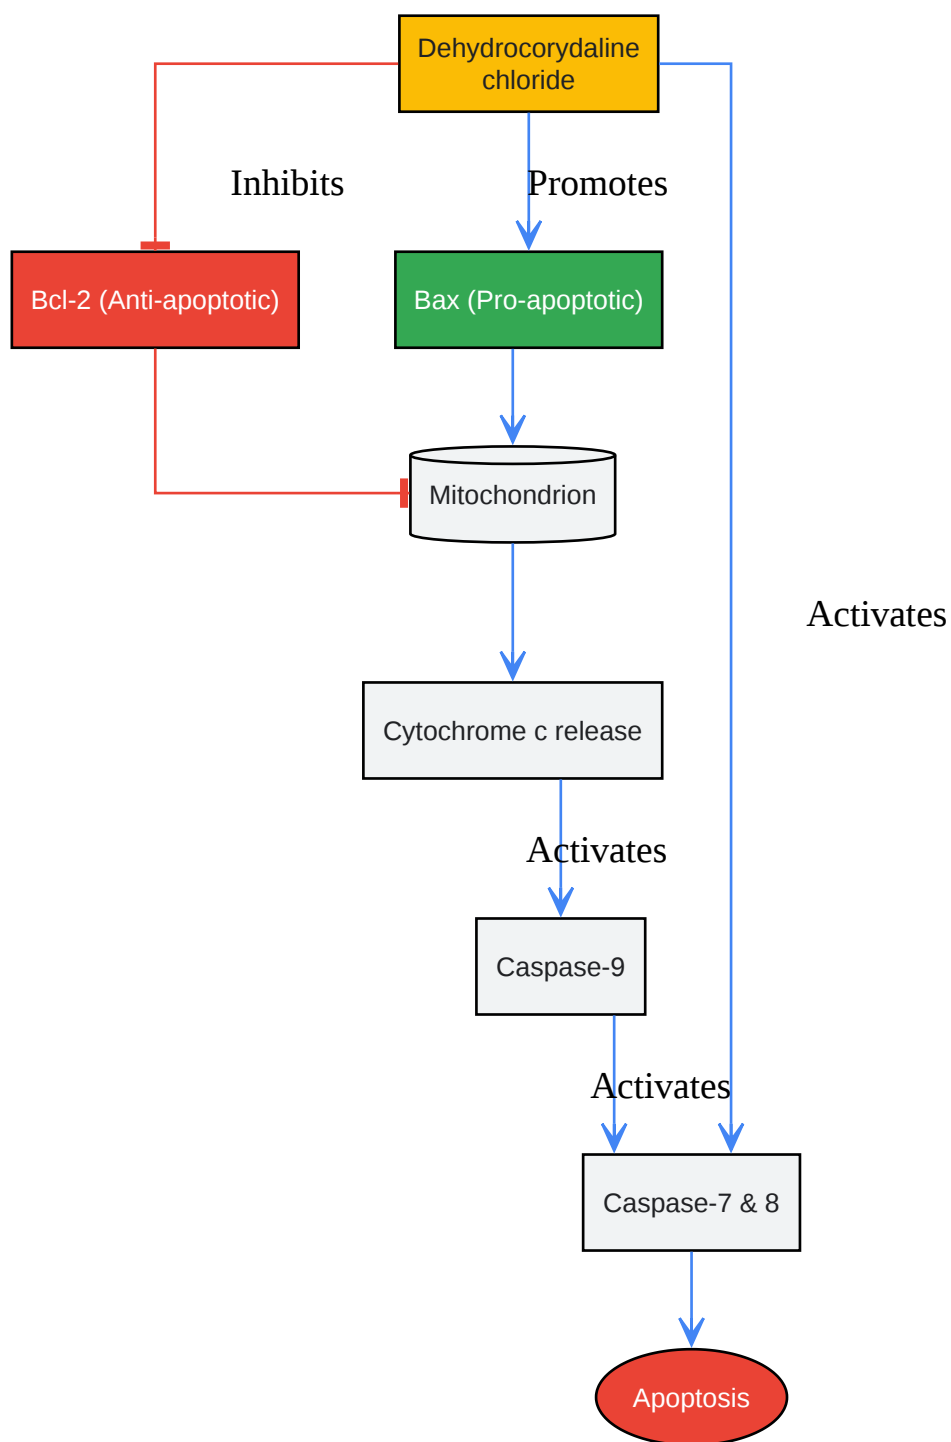 Dehydrocorydaline
chloride
Inhibits
Promotes
Bcl-2 (Anti-apoptotic)
Bax (Pro-apoptotic)
Mitochondrion
Activates
Cytochrome c release
Activates
Caspase-9
Activates
Caspase-7 & 8
Apoptosis